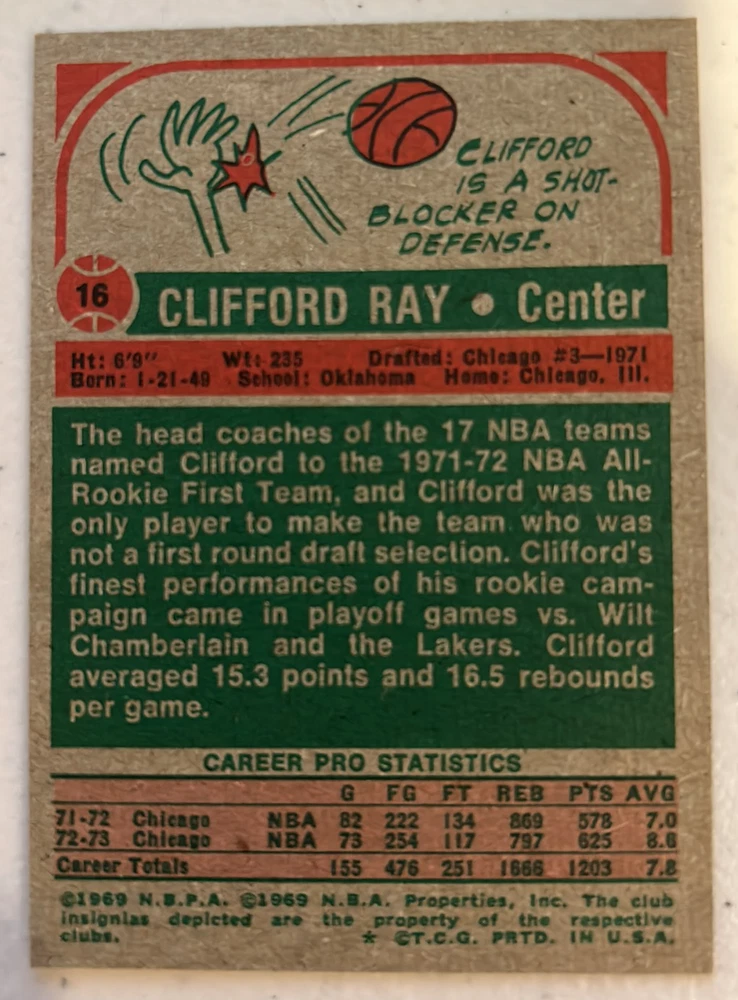 CLIFFORD
IS A SHOT-
BLOCKER ON
DEFENSE.
16
CLIFFORD RAY • Center
Ht: 6'9" Wt: 235 Drafted: Chicago #3—1971
Born: 1-21-49 School: Oklahoma Home: Chicago, Ill.
The head coaches of the 17 NBA teams
named Clifford to the 1971-72 NBA All-
Rookie First Team, and Clifford was the
only player to make the team who was
not a first round draft selection. Clifford's
finest performances of his rookie cam-
paign came in playoff games vs. Wilt
Chamberlain and the Lakers. Clifford
averaged 15.3 points and 16.5 rebounds
per game.
CAREER PRO STATISTICS
G FG FT REB PTS AVG
71-72 Chicago NBA 82 222 134 869 578 7.0
72-73 Chicago NBA 73 254 117 797 625 8.6
Career Totals 155 476 251 1666 1203 7.8
©1969 N.B.P.A. ©1969 N.B.A. Properties, Inc. The club
insignias depicted are the property of the respective
clubs. * ©T.C.G. PRTD. IN U.S.A.